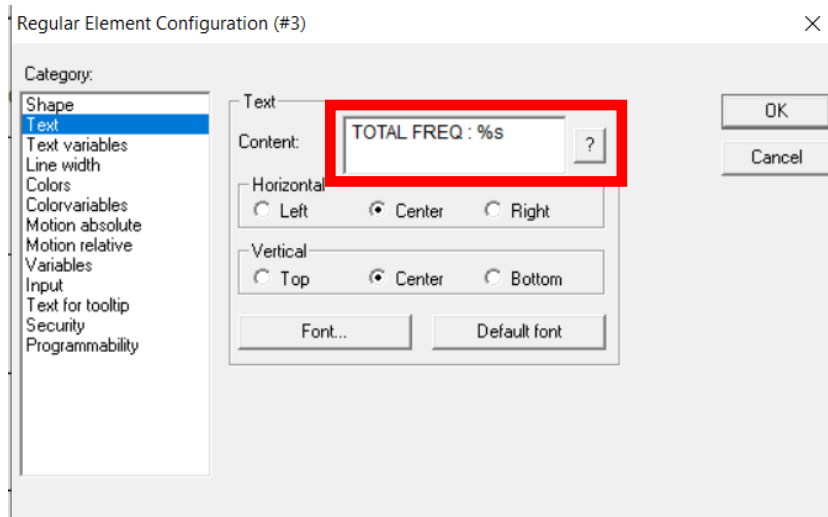 Regular Element Configuration (#3)
Category:
Shape
Text
Text variables
Line width
Colors
Colorvariables
Motion absolute
Motion relative
Variables
Input
Text for tooltip
Security
Programmability
Text
Content:
TOTAL FREQ : %s
?
Horizontal
Left Center Right
Vertical
Top Center Bottom
Font... Default font
OK
Cancel